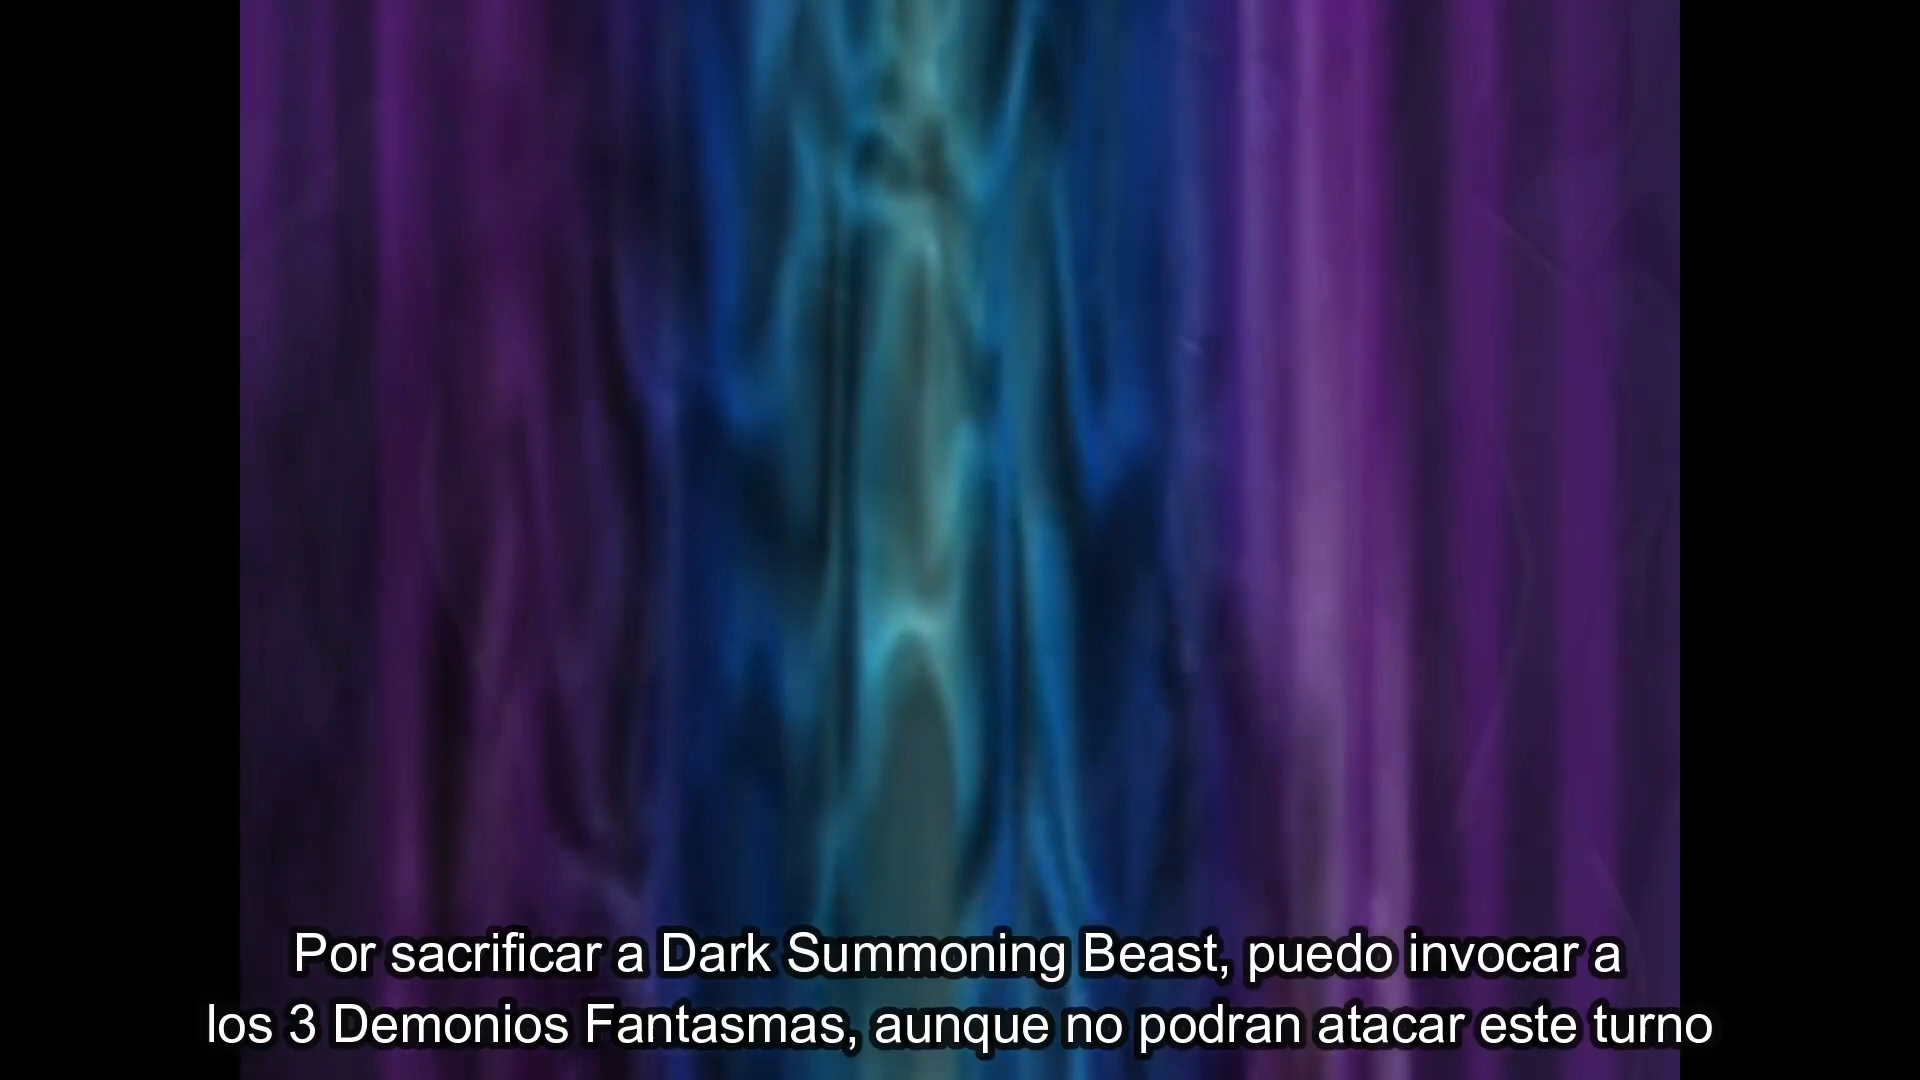 Por sacrificar a Dark Summoning Beast, puedo invocar a
los 3 Demonios Fantasmas, aunque no podran atacar este turno